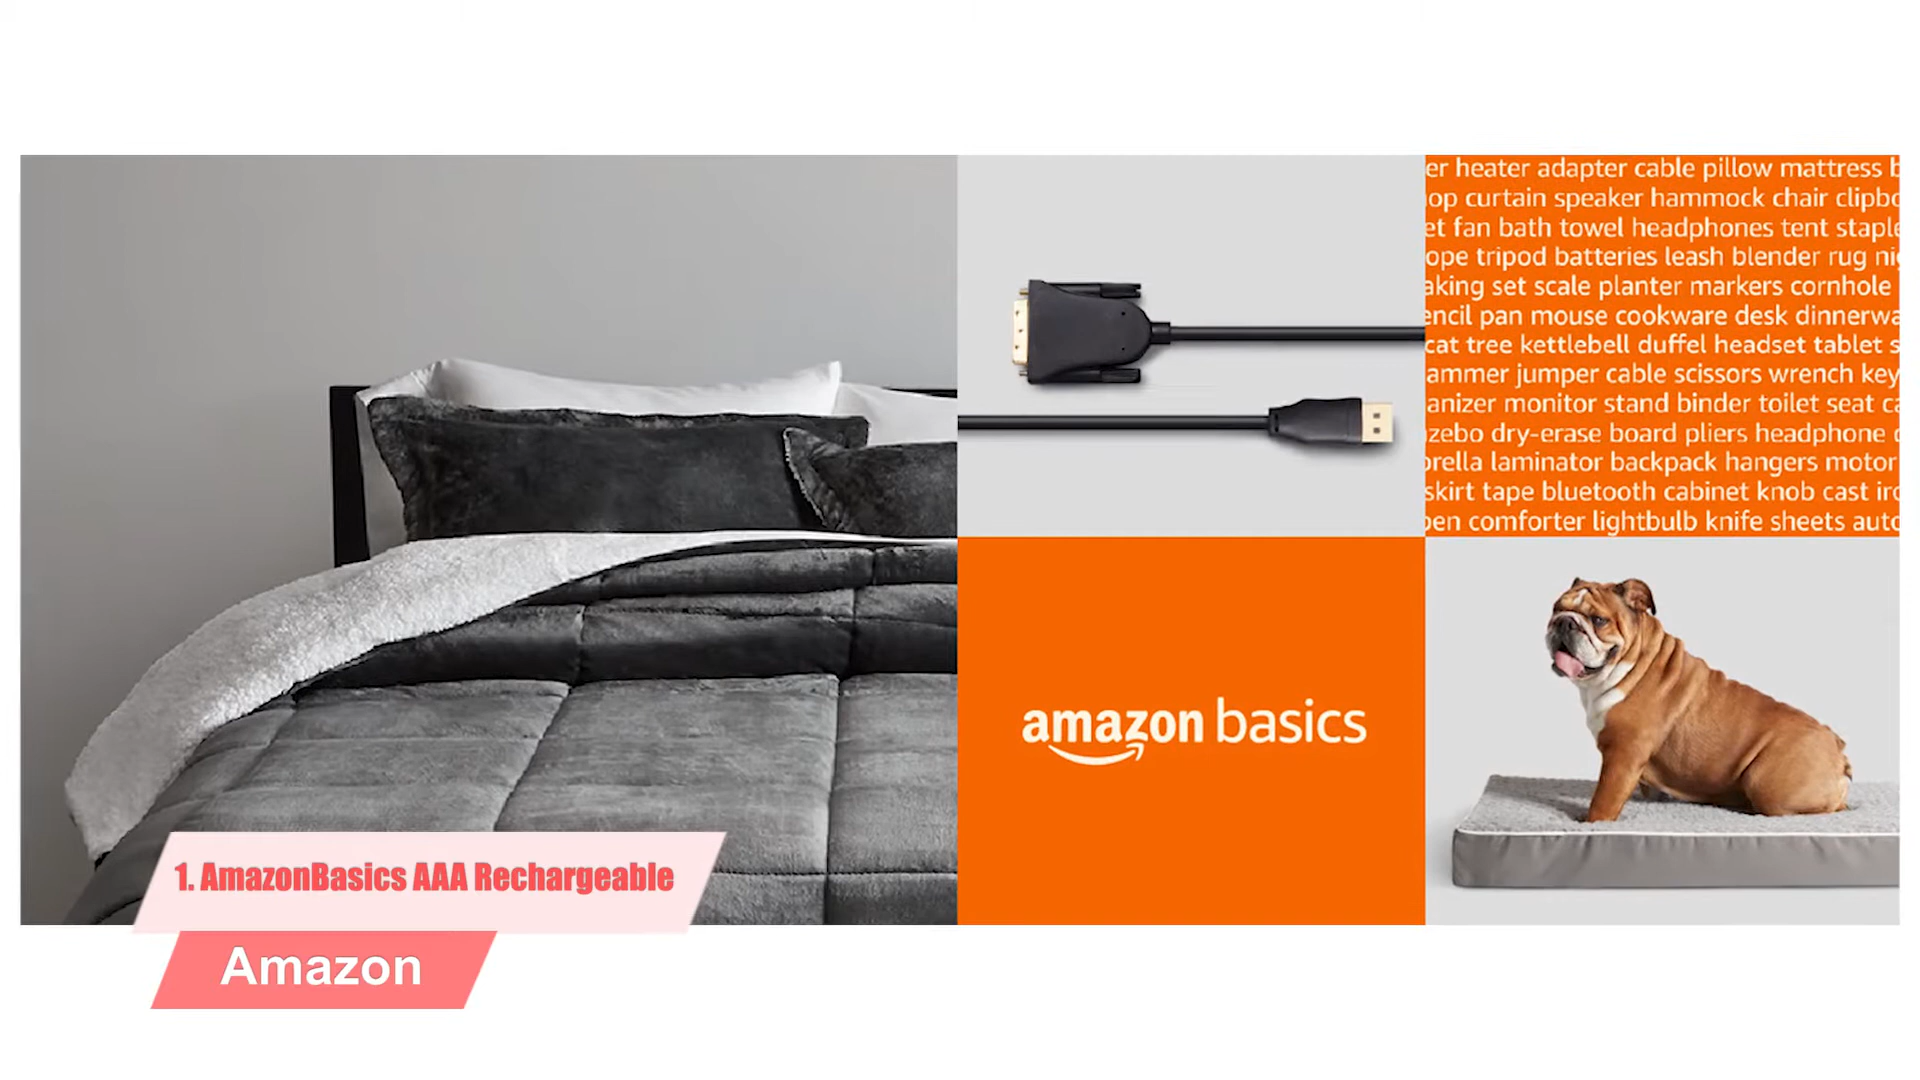 er heater adapter cable pillow mattress
op curtain speaker hammock chair
et fan bath towel headphones tent
ope tripod batteries leash blender rug
aking set scale planter markers cornhole
encil pan mouse cookware desk
cat tree kettlebell duffel headset tablet
ammer jumper cable scissors wrench key
anizer monitor stand binder toilet seat
zebo dry-erase board pliers headphone
rella laminator backpack hangers motor
skirt tape bluetooth cabinet knob cast
en comforter lightbulb knife sheets auto
amazon basics
1. AmazonBasics AAA Rechargeable
Amazon